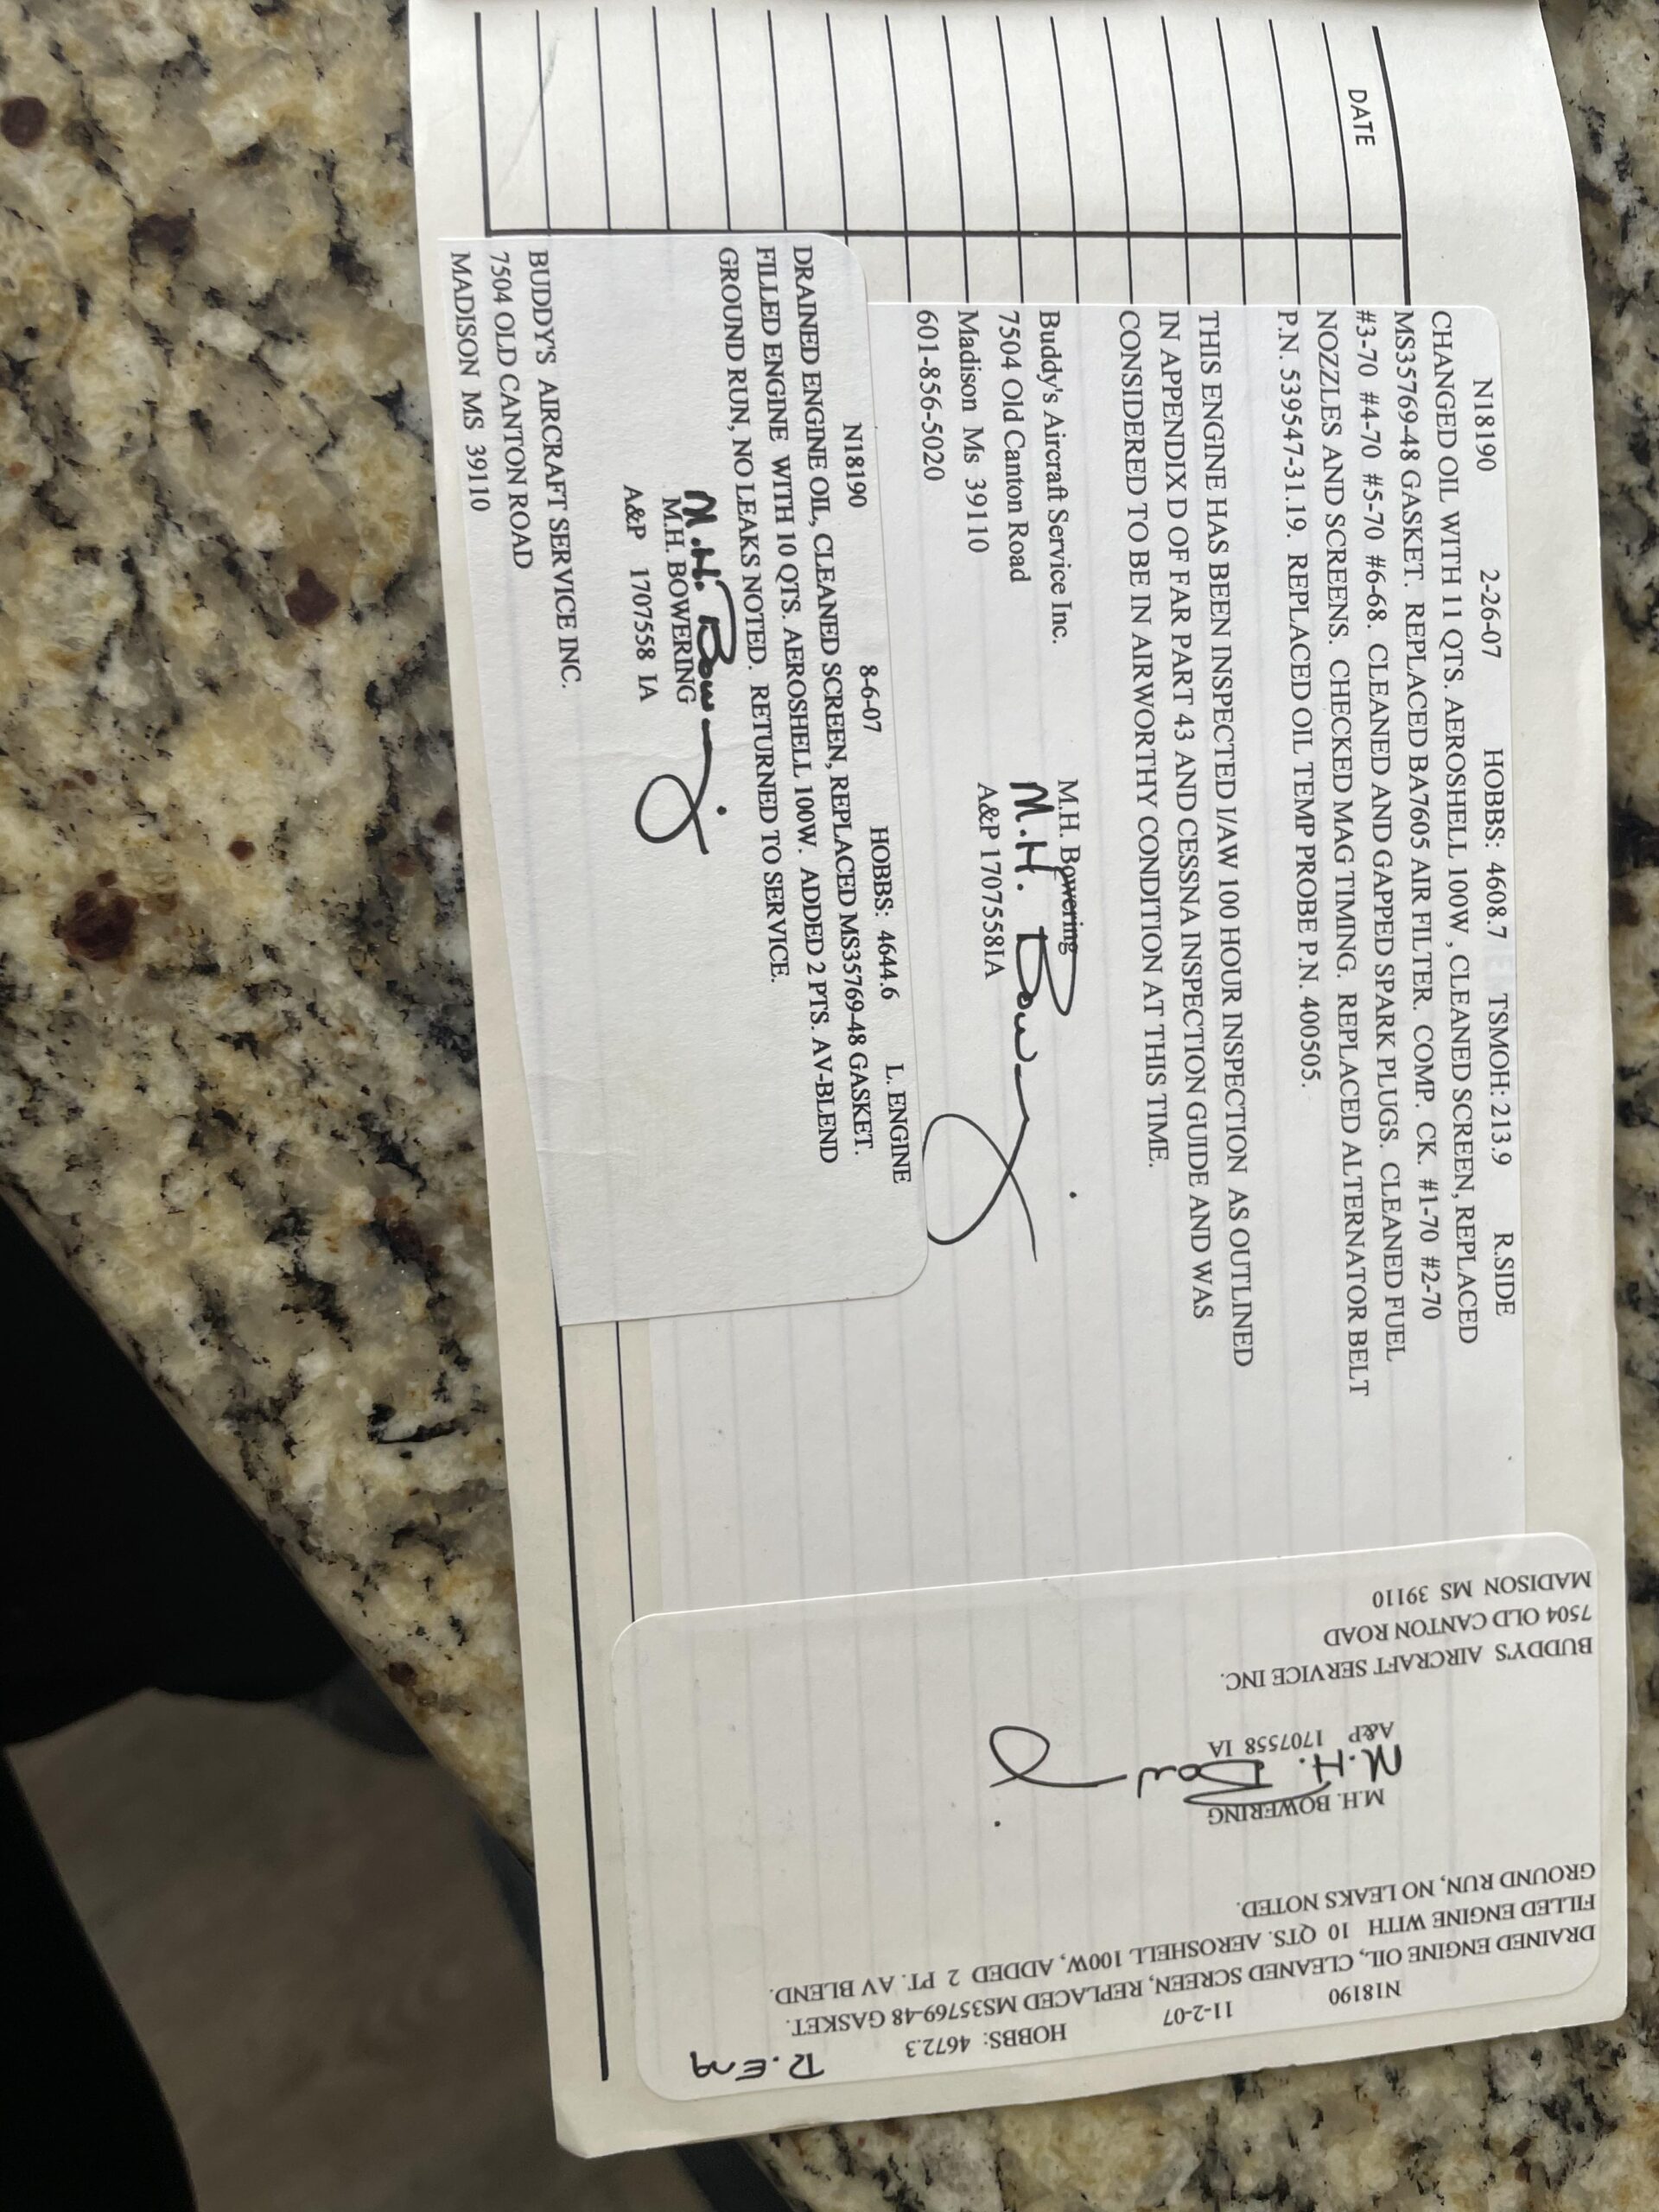 DATE
N18190 2-26-07 HOBBS: 4608.7 TSMOH: 213.9 R.SIDE
CHANGED OIL WITH 11 QTS. AEROSHELL 100W , CLEANED SCREEN, REPLACED
MS35769-48 GASKET. REPLACED BA7605 AIR FILTER. COMP. CK. #1-70 #2-70
#3-70 #4-70 #5-70 #6-68. CLEANED AND GAPPED SPARK PLUGS. CLEANED FUEL
NOZZLES AND SCREENS. CHECKED MAG TIMING. REPLACED ALTERNATOR BELT
P.N. 539547-31.19. REPLACED OIL TEMP PROBE P.N. 400505.
THIS ENGINE HAS BEEN INSPECTED I/AW 100 HOUR INSPECTION AS OUTLINED
IN APPENDIX D OF FAR PART 43 AND CESSNA INSPECTION GUIDE AND WAS
CONSIDERED TO BE IN AIRWORTHY CONDITION AT THIS TIME.
Buddy's Aircraft Service Inc. M.H. Bowering
7504 Old Canton Road M.H. Bow
Madison Ms 39110 A&P 1707558IA
601-856-5020
N18190 8-6-07 HOBBS: 4644.6 L. ENGINE
DRAINED ENGINE OIL, CLEANED SCREEN, REPLACED MS35769-48 GASKET.
FILLED ENGINE WITH 10 QTS. AEROSHELL 100W. ADDED 2 PTS. AV-BLEND
GROUND RUN, NO LEAKS NOTED. RETURNED TO SERVICE.
M.H. Bow
M.H. BOWERING
A&P 1707558 IA
BUDDY'S AIRCRAFT SERVICE INC.
7504 OLD CANTON ROAD
MADISON MS 39110
R. Eng
N18190 11-2-07 HOBBS: 4672.3
DRAINED ENGINE OIL, CLEANED SCREEN, REPLACED MS35769-48 GASKET.
FILLED ENGINE WITH 10 QTS. AEROSHELL 100W, ADDED 2 PT. AV BLEND.
GROUND RUN, NO LEAKS NOTED.
M.H. BOWERING
M.H. Bow
A&P 1707558 IA
BUDDY'S AIRCRAFT SERVICE INC.
7504 OLD CANTON ROAD
MADISON MS 39110